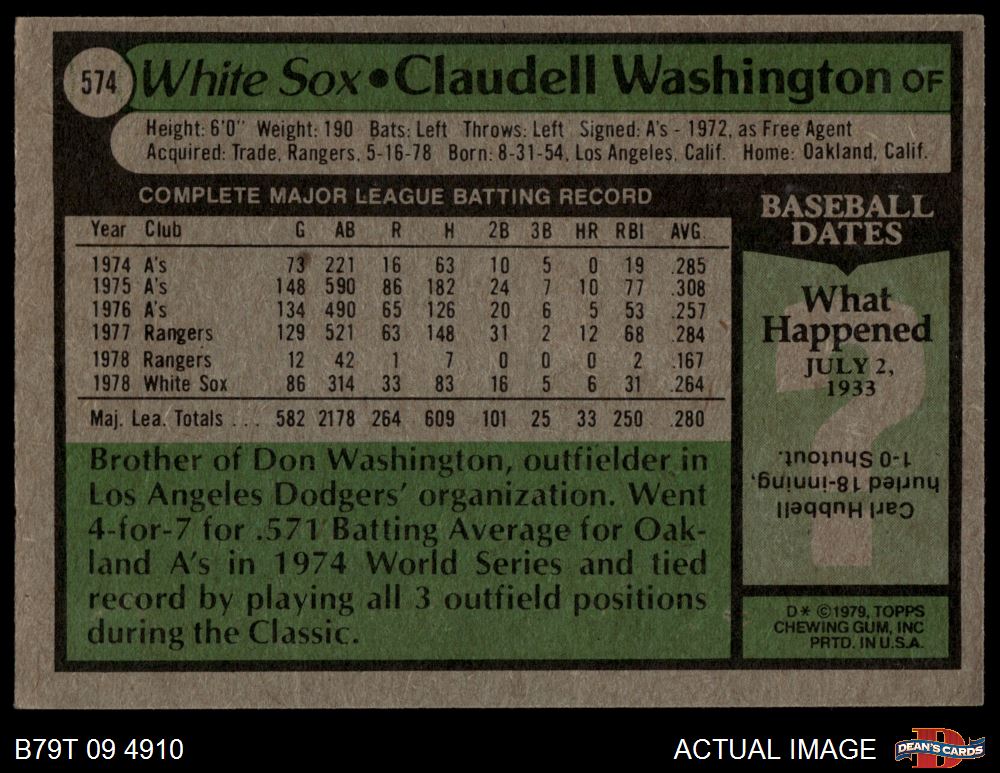 574 White Sox • Claudell Washington OF
Height: 6'0" Weight: 190 Bats: Left Throws: Left Signed: A's - 1972, as Free Agent
Acquired: Trade, Rangers, 5-16-78 Born: 8-31-54, Los Angeles, Calif. Home: Oakland, Calif.
COMPLETE MAJOR LEAGUE BATTING RECORD
Year Club G AB R H 2B 3B HR RBI AVG.
1974 A's 73 221 16 63 10 5 0 19 .285
1975 A's 148 590 86 182 24 7 10 77 .308
1976 A's 134 490 65 126 20 6 5 53 .257
1977 Rangers 129 521 63 148 31 2 12 68 .284
1978 Rangers 12 42 1 7 0 0 0 2 .167
1978 White Sox 86 314 33 83 16 5 6 31 .264
Maj. Lea. Totals . . . 582 2178 264 609 101 25 33 250 .280
Brother of Don Washington, outfielder in
Los Angeles Dodgers' organization. Went
4-for-7 for .571 Batting Average for Oak-
land A's in 1974 World Series and tied
record by playing all 3 outfield positions
during the Classic.
BASEBALL
DATES
What
Happened
JULY 2,
1933
?
Carl Hubbell
hurled 18-inning,
1-0 Shutout.
D* ©1979, TOPPS
CHEWING GUM, INC
PRTD. IN U.S.A.
B79T 09 4910
ACTUAL IMAGE
D
DEAN'S CARDS